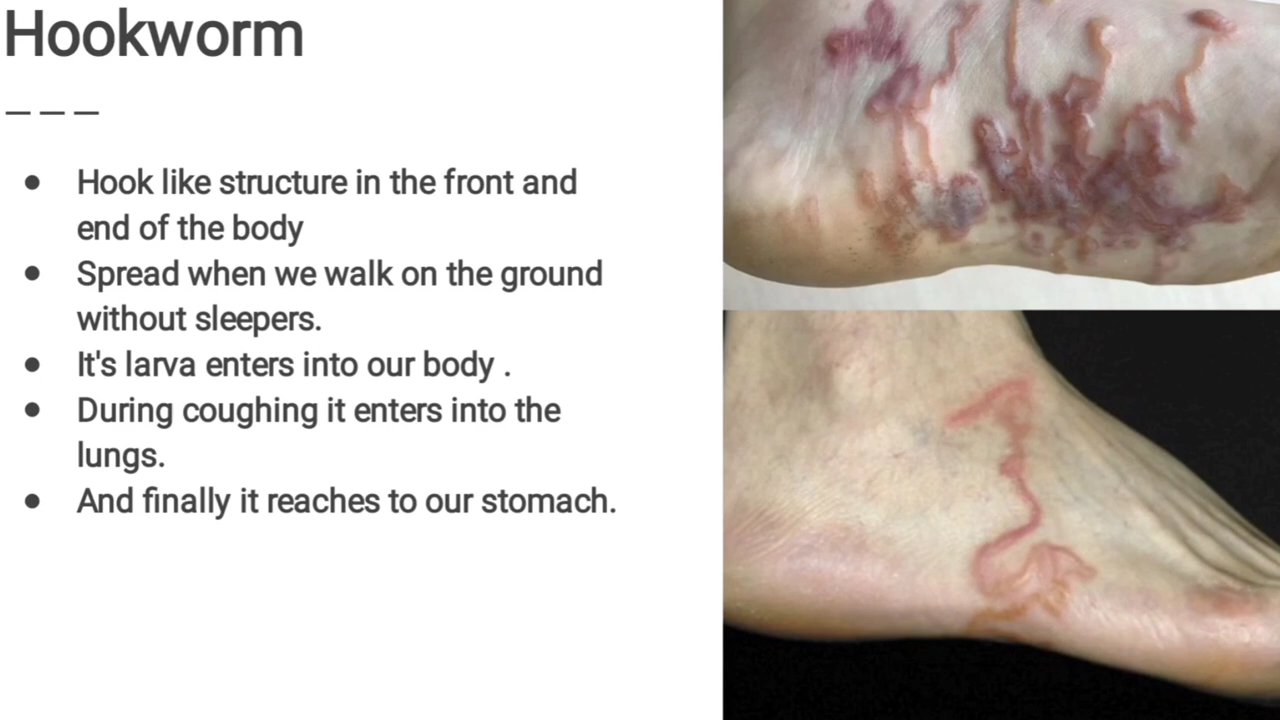 Hookworm
Hook like structure in the front and
end of the body
Spread when we walk on the ground
without sleepers.
It's larva enters into our body .
During coughing it enters into the
lungs.
And finally it reaches to our stomach.